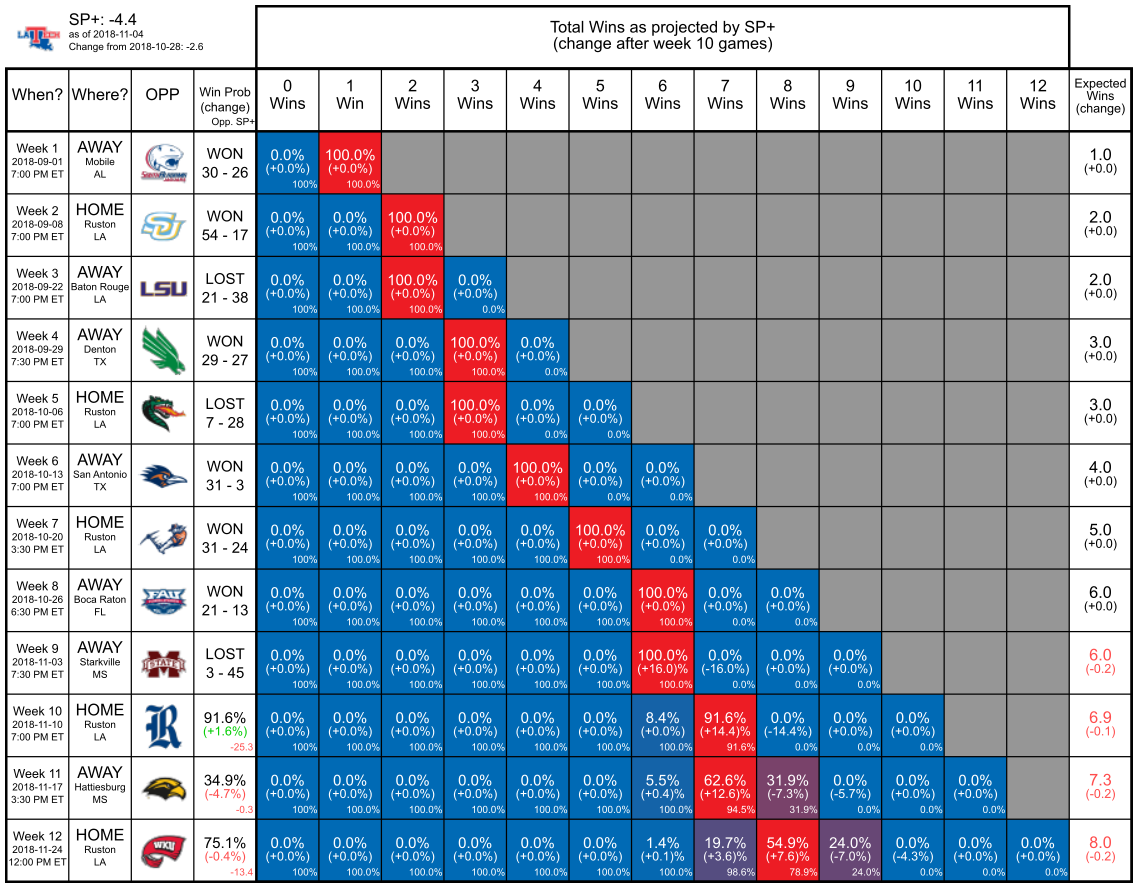 LA TECH
SP+: -4.4
as of 2018-11-04
Change from 2018-10-28: -2.6
Total Wins as projected by SP+
(change after week 10 games)
When? Where? OPP Win Prob 0 1 2 3 4 5 6 7 8 9 10 11 12 Expected
(change) Wins Win Wins Wins Wins Wins Wins Wins Wins Wins Wins Wins Wins Wins
Opp. SP+ (change)
Week 1 AWAY WON 0.0% 100.0% 1.0
2018-09-01 Mobile 30 - 26 (+0.0%) (+0.0%) (+0.0)
7:00 PM ET AL 100% 100.0%
Week 2 HOME WON 0.0% 0.0% 100.0% 2.0
2018-09-08 Ruston SU 54 - 17 (+0.0%) (+0.0%) (+0.0%) (+0.0)
7:00 PM ET LA 100% 100.0% 100.0%
Week 3 AWAY LOST 0.0% 0.0% 100.0% 0.0% 2.0
2018-09-22 Baton Rouge LSU 21 - 38 (+0.0%) (+0.0%) (+0.0%) (+0.0%) (+0.0)
7:00 PM ET LA 100% 100.0% 100.0% 0.0%
Week 4 AWAY WON 0.0% 0.0% 0.0% 100.0% 0.0% 3.0
2018-09-29 Denton 29 - 27 (+0.0%) (+0.0%) (+0.0%) (+0.0%) (+0.0%) (+0.0)
7:30 PM ET TX 100% 100.0% 100.0% 100.0% 0.0%
Week 5 HOME LOST 0.0% 0.0% 0.0% 100.0% 0.0% 0.0% 3.0
2018-10-06 Ruston 7 - 28 (+0.0%) (+0.0%) (+0.0%) (+0.0%) (+0.0%) (+0.0%) (+0.0)
7:00 PM ET LA 100% 100.0% 100.0% 100.0% 0.0% 0.0%
Week 6 AWAY WON 0.0% 0.0% 0.0% 0.0% 100.0% 0.0% 0.0% 4.0
2018-10-13 San Antonio 31 - 3 (+0.0%) (+0.0%) (+0.0%) (+0.0%) (+0.0%) (+0.0%) (+0.0%) (+0.0)
7:00 PM ET TX 100% 100.0% 100.0% 100.0% 100.0% 0.0% 0.0%
Week 7 HOME WON 0.0% 0.0% 0.0% 0.0% 0.0% 100.0% 0.0% 0.0% 5.0
2018-10-20 Ruston 31 - 24 (+0.0%) (+0.0%) (+0.0%) (+0.0%) (+0.0%) (+0.0%) (+0.0%) (+0.0%) (+0.0)
3:30 PM ET LA 100% 100.0% 100.0% 100.0% 100.0% 100.0% 0.0% 0.0%
Week 8 AWAY WON 0.0% 0.0% 0.0% 0.0% 0.0% 0.0% 100.0% 0.0% 0.0% 6.0
2018-10-26 Boca Raton FAU 21 - 13 (+0.0%) (+0.0%) (+0.0%) (+0.0%) (+0.0%) (+0.0%) (+0.0%) (+0.0%) (+0.0%) (+0.0)
6:30 PM ET FL 100% 100.0% 100.0% 100.0% 100.0% 100.0% 100.0% 0.0% 0.0%
Week 9 AWAY LOST 0.0% 0.0% 0.0% 0.0% 0.0% 0.0% 100.0% 0.0% 0.0% 0.0% 6.0
2018-11-03 Starkville STATE 3 - 45 (+0.0%) (+0.0%) (+0.0%) (+0.0%) (+0.0%) (+0.0%) (+16.0)% (-16.0%) (+0.0%) (+0.0%) (-0.2)
7:30 PM ET MS 100% 100.0% 100.0% 100.0% 100.0% 100.0% 100.0% 0.0% 0.0% 0.0%
Week 10 HOME 91.6% 0.0% 0.0% 0.0% 0.0% 0.0% 0.0% 8.4% 91.6% 0.0% 0.0% 0.0% 6.9
2018-11-10 Ruston R (+1.6%) (+0.0%) (+0.0%) (+0.0%) (+0.0%) (+0.0%) (+0.0%) (+0.0%) (+14.4)% (-14.4%) (+0.0%) (+0.0%) (-0.1)
7:00 PM ET LA -25.3 100% 100.0% 100.0% 100.0% 100.0% 100.0% 100.0% 91.6% 0.0% 0.0% 0.0%
Week 11 AWAY 34.9% 0.0% 0.0% 0.0% 0.0% 0.0% 0.0% 5.5% 62.6% 31.9% 0.0% 0.0% 0.0% 7.3
2018-11-17 Hattiesburg (-4.7%) (+0.0%) (+0.0%) (+0.0%) (+0.0%) (+0.0%) (+0.0%) (+0.4)% (+12.6)% (-7.3%) (-5.7%) (+0.0%) (+0.0%) (-0.2)
3:30 PM ET MS -0.3 100% 100.0% 100.0% 100.0% 100.0% 100.0% 100.0% 94.5% 31.9% 0.0% 0.0% 0.0%
Week 12 HOME 75.1% 0.0% 0.0% 0.0% 0.0% 0.0% 0.0% 1.4% 19.7% 54.9% 24.0% 0.0% 0.0% 0.0% 8.0
2018-11-24 Ruston WKU (-0.4%) (+0.0%) (+0.0%) (+0.0%) (+0.0%) (+0.0%) (+0.0%) (+0.1)% (+3.6)% (+7.6)% (-7.0%) (-4.3%) (+0.0%) (+0.0%) (-0.2)
12:00 PM ET LA -13.4 100% 100.0% 100.0% 100.0% 100.0% 100.0% 100.0% 98.6% 78.9% 24.0% 0.0% 0.0% 0.0%